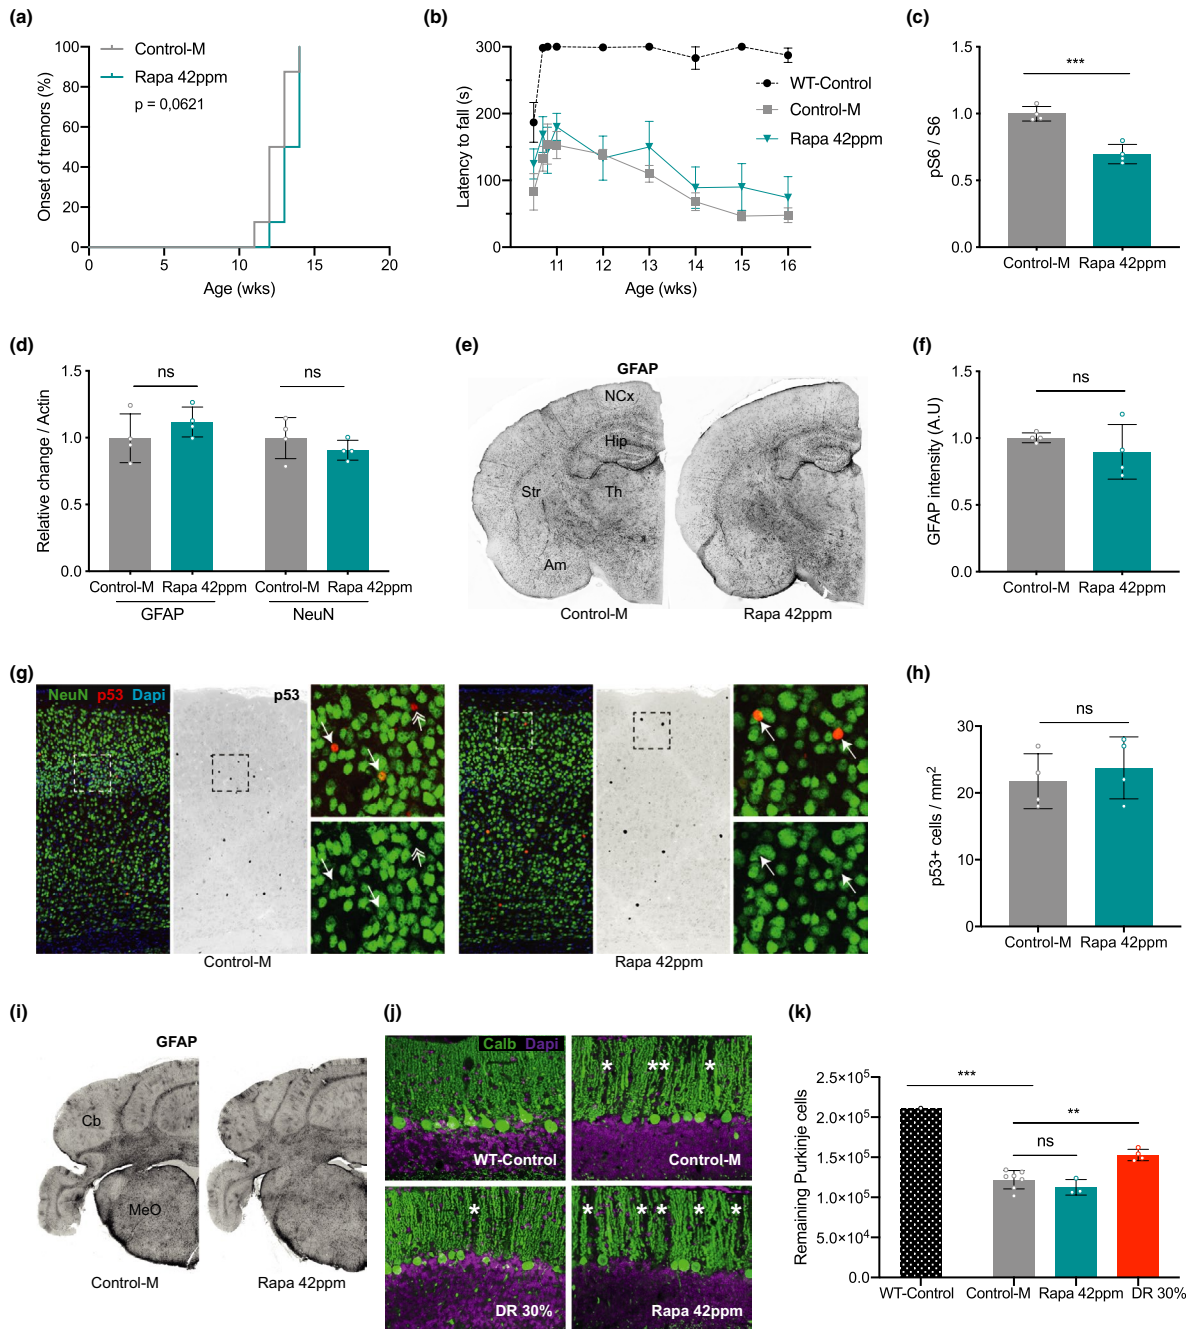 (a)
100
80
60
40
20
0
Onset of tremors (%)
Control-M
Rapa 42ppm
p = 0,0621
0 5 10 15 20
Age (wks)
(b)
300
200
100
0
Latency to fall (s)
WT-Control
Control-M
Rapa 42ppm
11 12 13 14 15 16
Age (wks)
(c)
1.5
1.0
0.5
0.0
pS6 / S6
***
Control-M Rapa 42ppm
(d)
1.5
1.0
0.5
0.0
Relative change / Actin
ns ns
Control-M Rapa 42ppm Control-M Rapa 42ppm
GFAP NeuN
(e)
GFAP
NCx
Hip
Str Th
Am
Control-M Rapa 42ppm
(f)
1.5
1.0
0.5
0.0
GFAP intensity (A.U)
ns
Control-M Rapa 42ppm
(g)
NeuN p53 Dapi p53
Control-M Rapa 42ppm
(h)
30
20
10
0
p53+ cells / mm²
ns
Control-M Rapa 42ppm
(i)
GFAP
Cb
MeO
Control-M Rapa 42ppm
(j)
Calb Dapi
* ** *
WT-Control Control-M
* * * * * *
DR 30% Rapa 42ppm
(k)
2.5×10⁵
2.0×10⁵
1.5×10⁵
1.0×10⁵
5.0×10⁴
0.0
Remaining Purkinje cells
***
**
ns
WT-Control Control-M Rapa 42ppm DR 30%